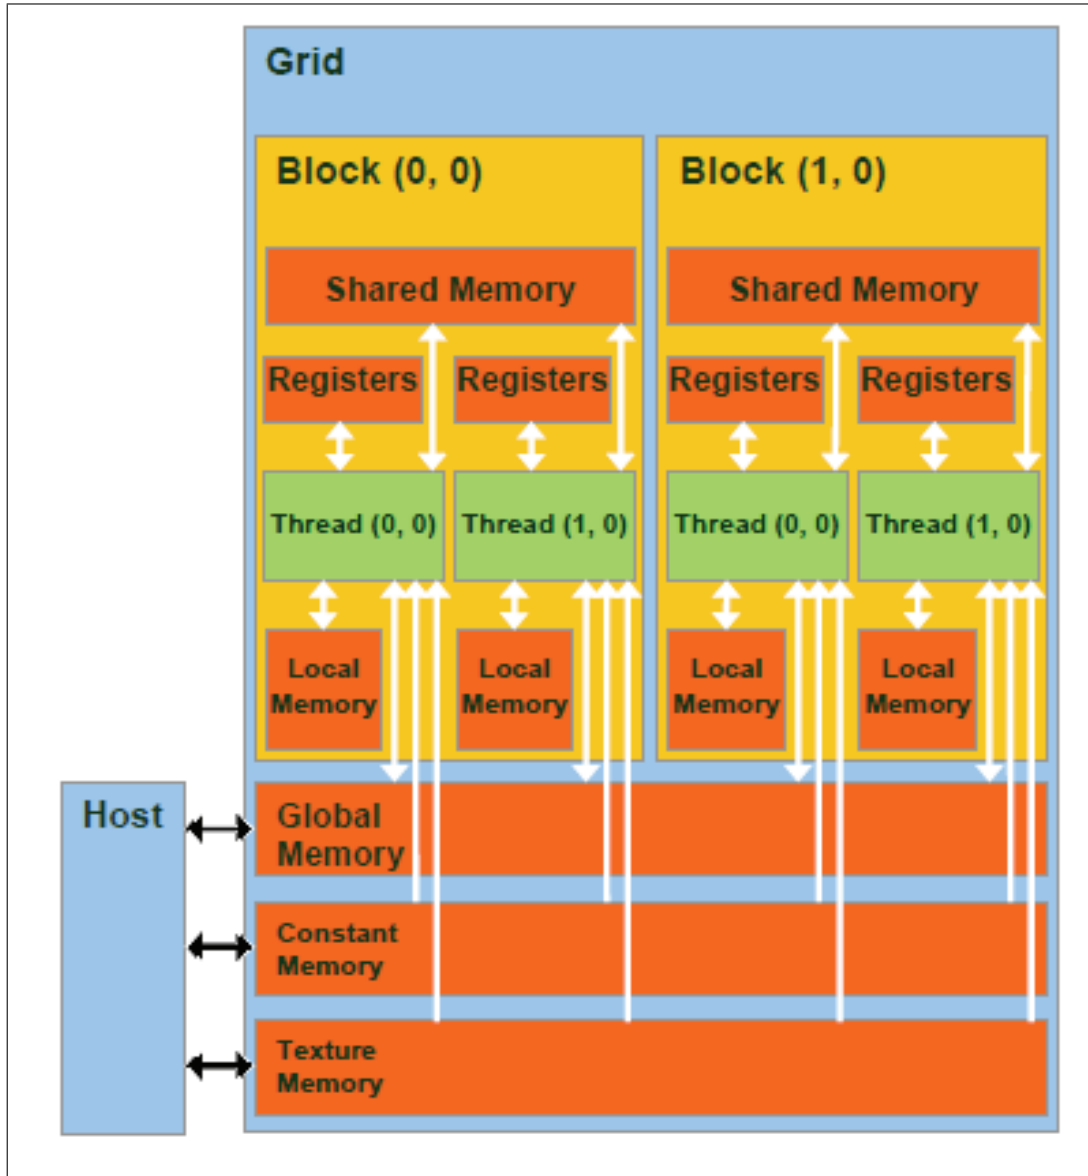 Grid
Block (0, 0)
Block (1, 0)
Shared Memory
Shared Memory
Registers
Registers
Registers
Registers
Thread (0, 0)
Thread (1, 0)
Thread (0, 0)
Thread (1, 0)
Local
Memory
Local
Memory
Local
Memory
Local
Memory
Host
Global
Memory
Constant
Memory
Texture
Memory